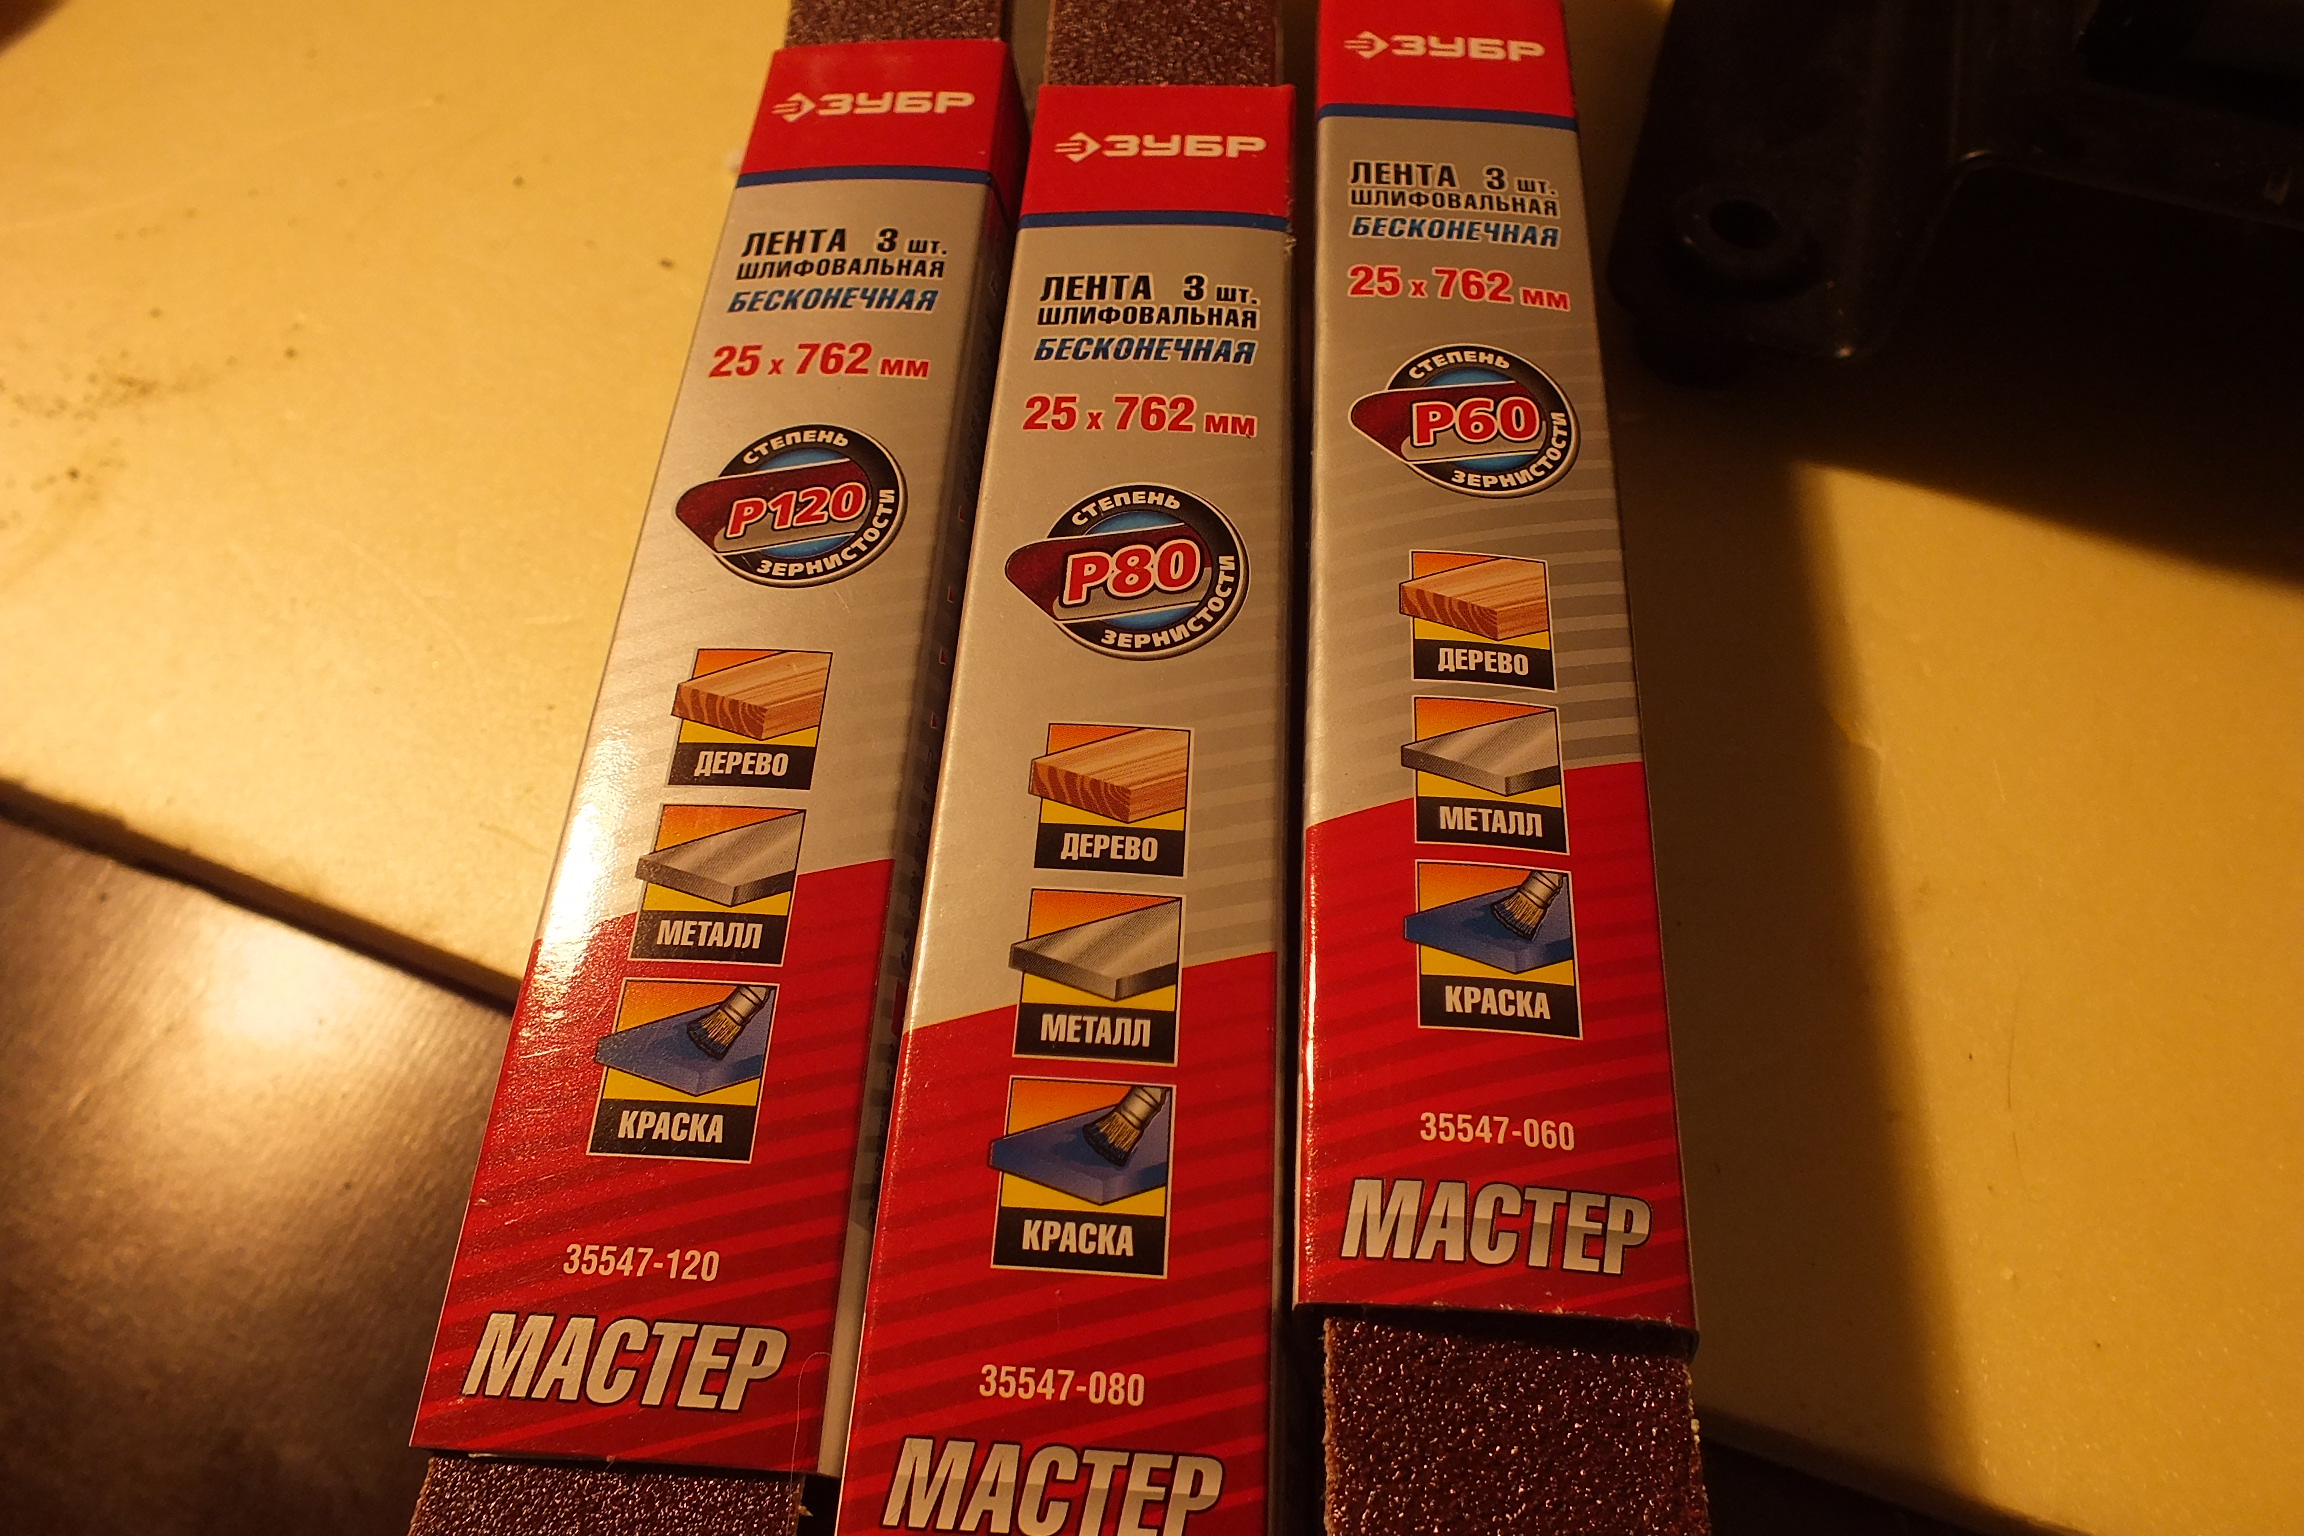 ЗУБР
ЛЕНТА 3 шт.
ШЛИФОВАЛЬНАЯ
БЕСКОНЕЧНАЯ
25 х 762 мм
СТЕПЕНЬ
P120
ЗЕРНИСТОСТИ
ДЕРЕВО
МЕТАЛЛ
КРАСКА
35547-120
МАСТЕР
ЗУБР
ЛЕНТА 3 шт.
ШЛИФОВАЛЬНАЯ
БЕСКОНЕЧНАЯ
25 х 762 мм
СТЕПЕНЬ
P80
ЗЕРНИСТОСТИ
ДЕРЕВО
МЕТАЛЛ
КРАСКА
35547-080
МАСТЕР
ЗУБР
ЛЕНТА 3 шт.
ШЛИФОВАЛЬНАЯ
БЕСКОНЕЧНАЯ
25 х 762 мм
СТЕПЕНЬ
P60
ЗЕРНИСТОСТИ
ДЕРЕВО
МЕТАЛЛ
КРАСКА
35547-060
МАСТЕР